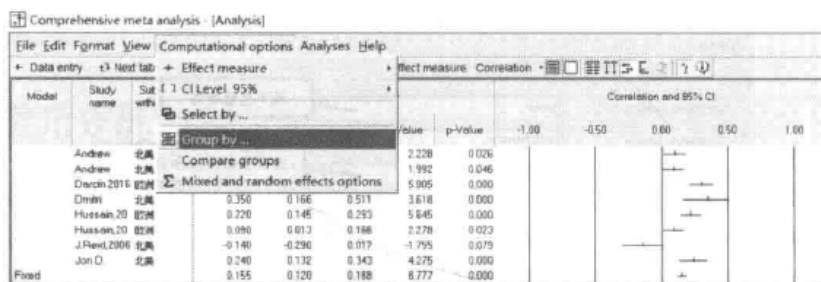 Comprehensive meta analysis - [Analysis]
File Edit Format View Computational options Analyses Help
← Data entry Next tab + Effect measure ffect measure Correlation
Model Study name Sub withi CI Level 95% Correlation and 95% CI
Select by ...
Group by ... Value p-Value -1.00 -0.50 0.00 0.50 1.00
Andrew 北美 Compare groups 2.228 0.026
Andrew 北美 1.992 0.046
Darcin,2016 欧洲 Σ Mixed and random effects options 5.905 0.000
Dmitri 北美 0.350 0.166 0.511 3.618 0.000
Hussain,20 欧洲 0.220 0.145 0.293 5.645 0.000
Hussain,20 欧洲 0.090 0.013 0.166 2.278 0.023
J.Reid,2006 北美 -0.140 -0.290 0.017 -1.755 0.079
Jon D. 北美 0.240 0.132 0.343 4.275 0.000
Fixed 0.155 0.120 0.188 8.777 0.000